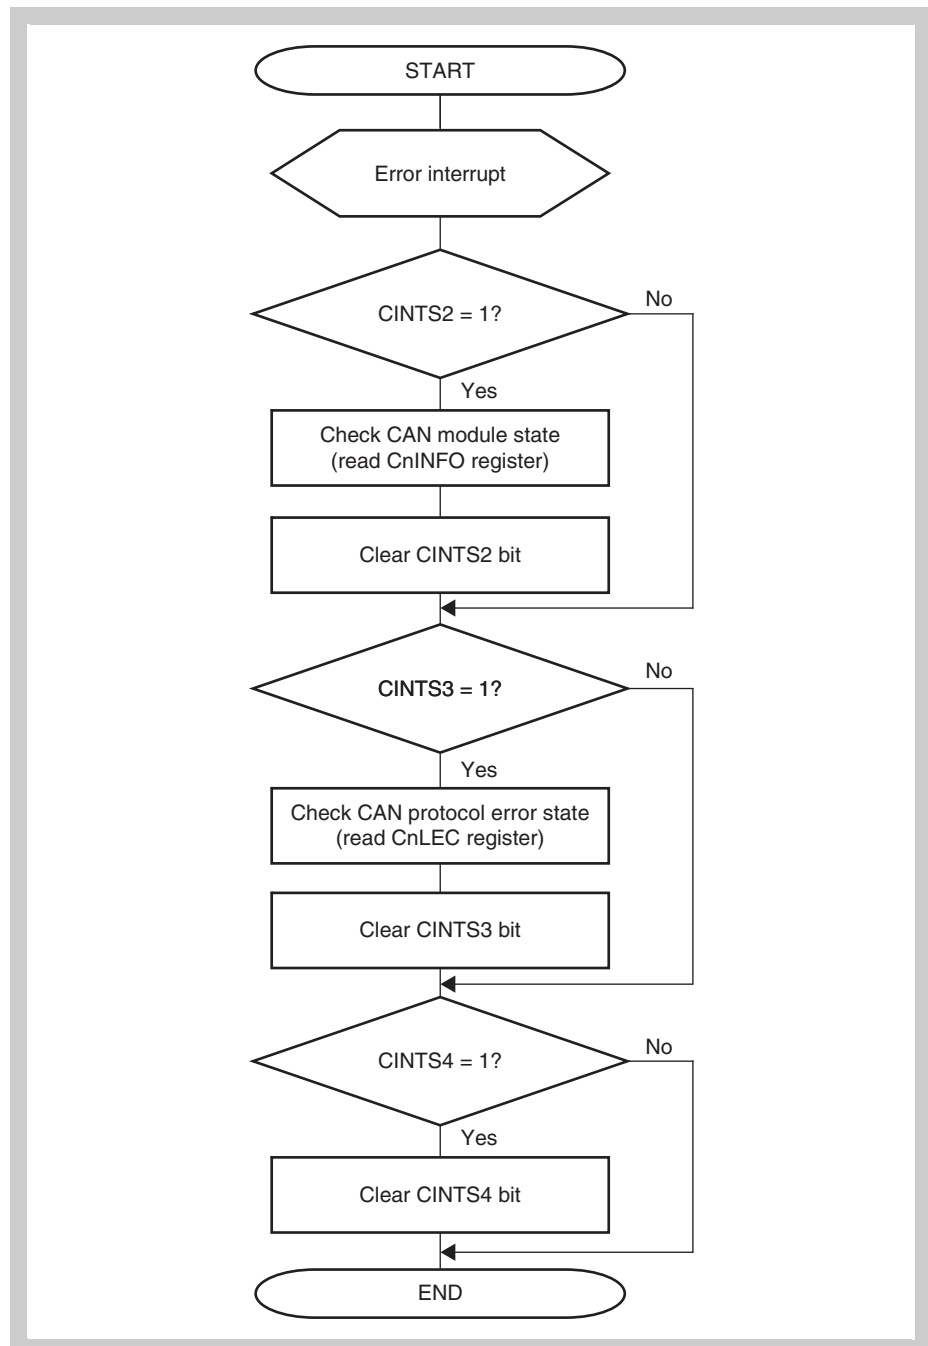 START
Error interrupt
CINTS2 = 1?
No
Yes
Check CAN module state
(read CnINFO register)
Clear CINTS2 bit
CINTS3 = 1?
No
Yes
Check CAN protocol error state
(read CnLEC register)
Clear CINTS3 bit
CINTS4 = 1?
No
Yes
Clear CINTS4 bit
END